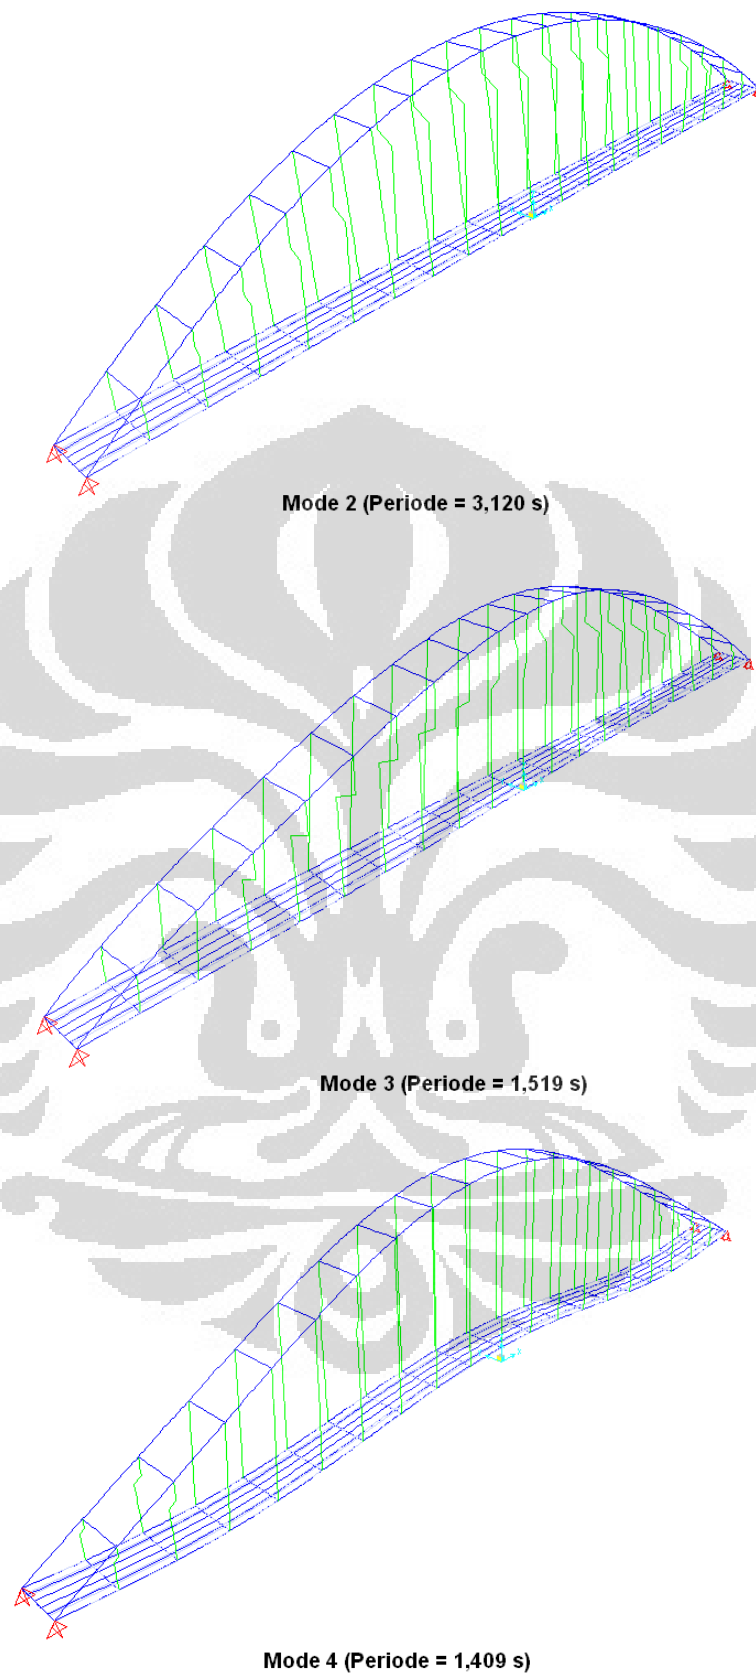 Mode 2 (Periode = 3,120 s)
Mode 3 (Periode = 1,519 s)
Mode 4 (Periode = 1,409 s)